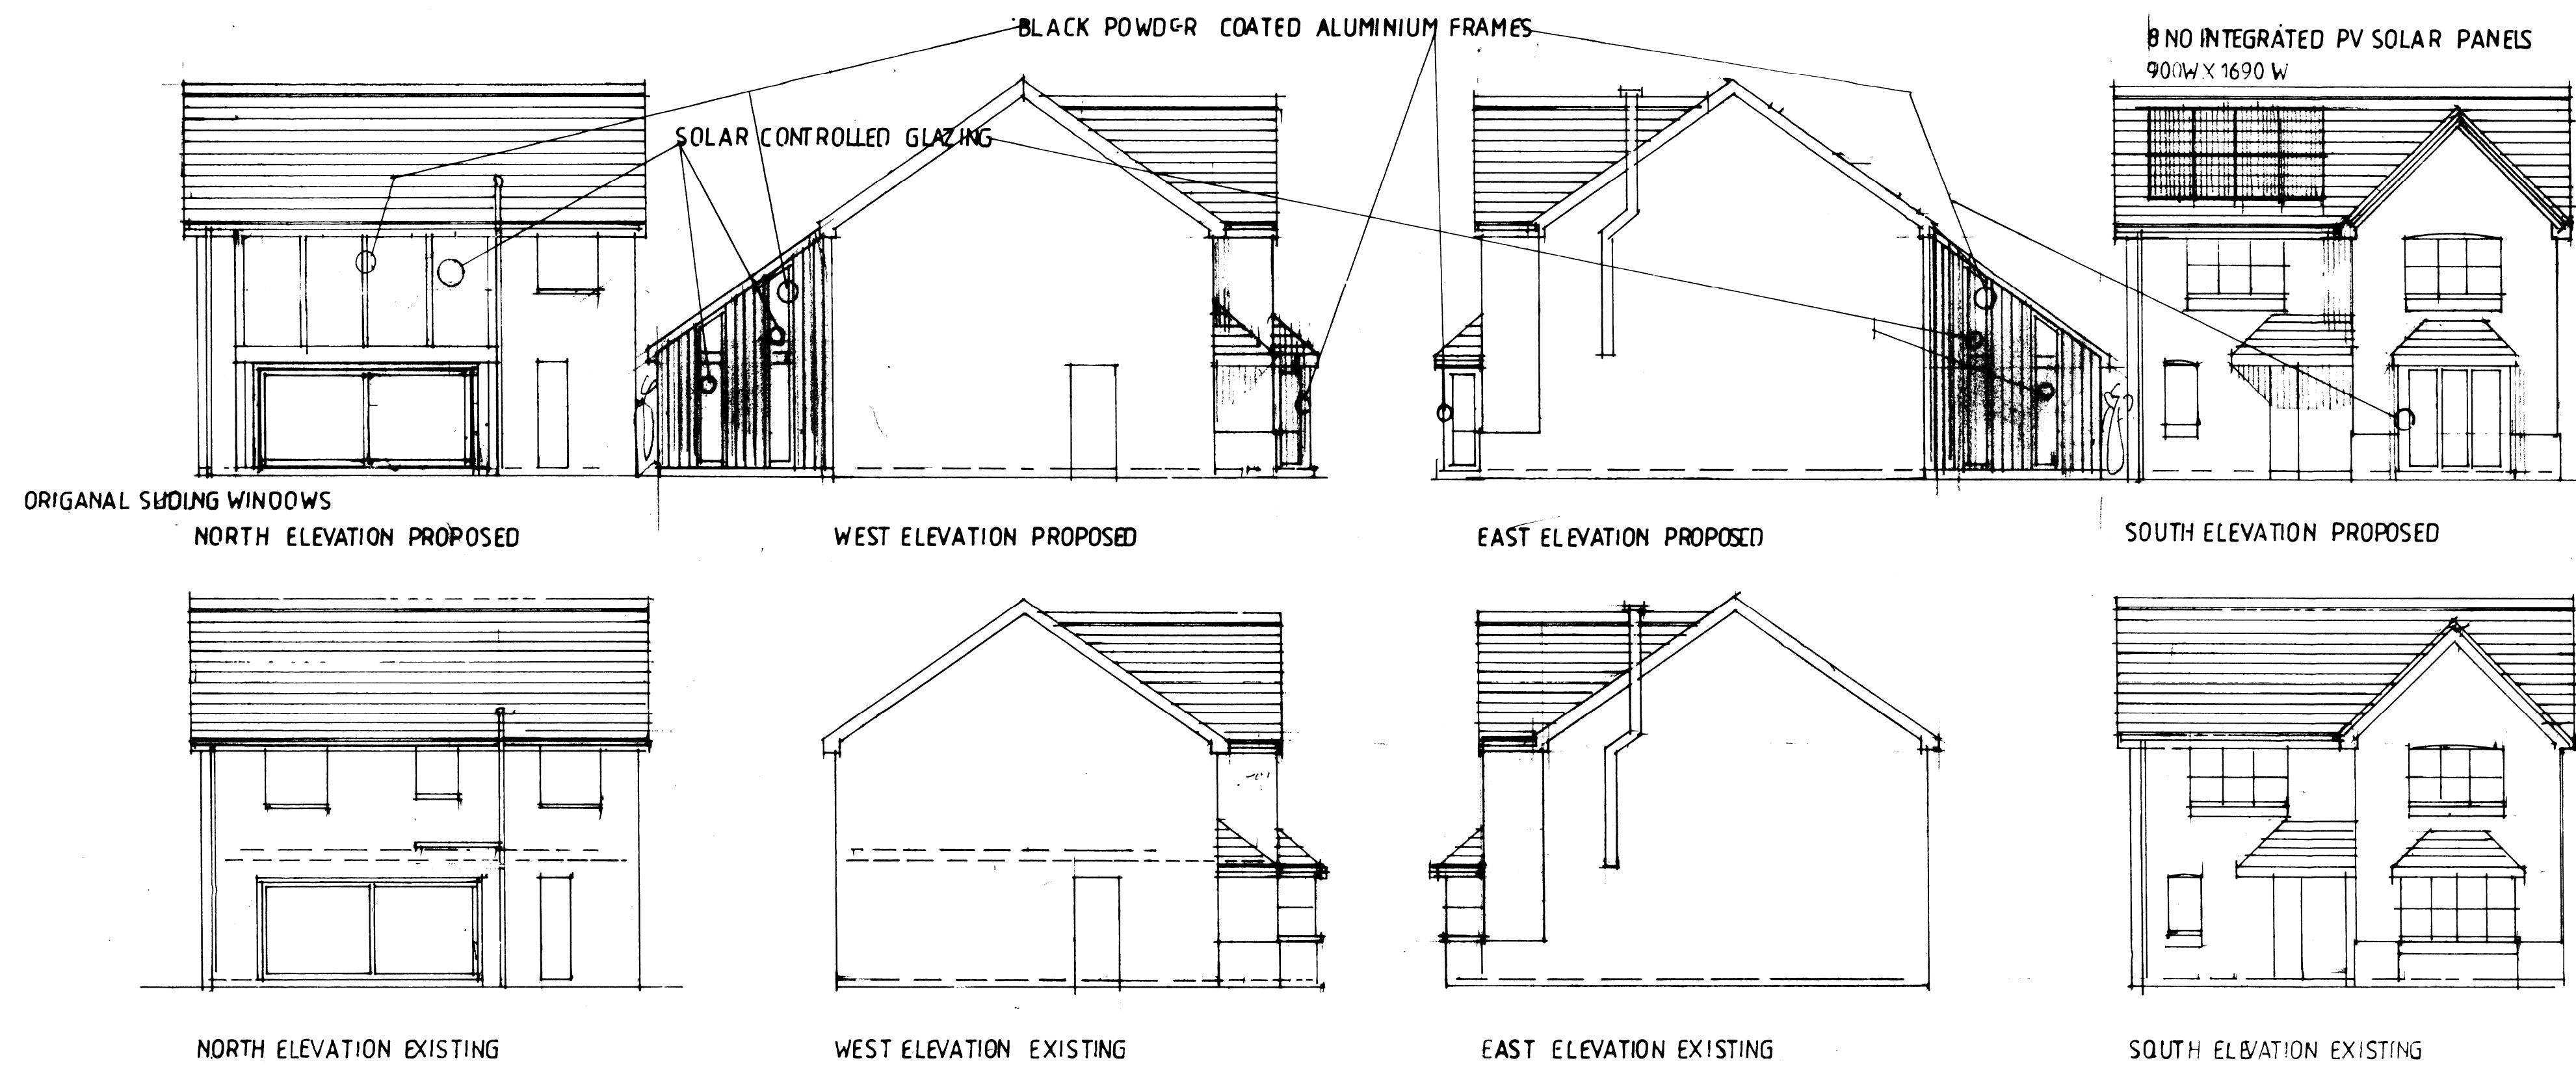 BLACK POWDER COATED ALUMINIUM FRAMES
8 NO INTEGRATED PV SOLAR PANELS
900W X 1690 W
SOLAR CONTROLLED GLAZING
ORIGANAL SLIDING WINDOWS
NORTH ELEVATION PROPOSED
WEST ELEVATION PROPOSED
EAST ELEVATION PROPOSED
SOUTH ELEVATION PROPOSED
NORTH ELEVATION EXISTING
WEST ELEVATION EXISTING
EAST ELEVATION EXISTING
SOUTH ELEVATION EXISTING